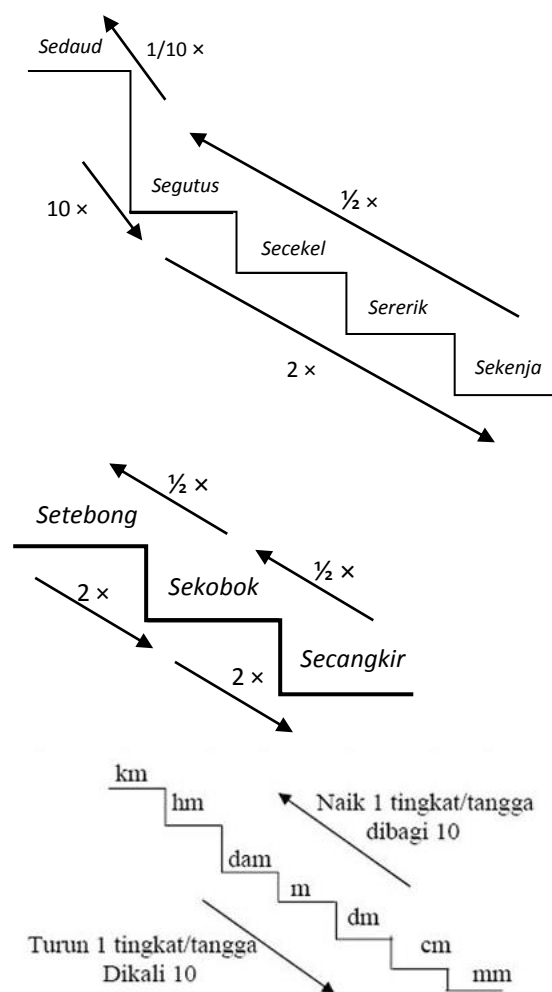 Sedaud
1/10 ×
Segutus
½ ×
10 ×
Secekel
Sererik
2 ×
Sekenja
½ ×
Setebong
½ ×
2 ×
Sekobok
2 ×
Secangkir
km
hm
Naik 1 tingkat/tangga
dibagi 10
dam
m
dm
Turun 1 tingkat/tangga
Dikali 10
cm
mm